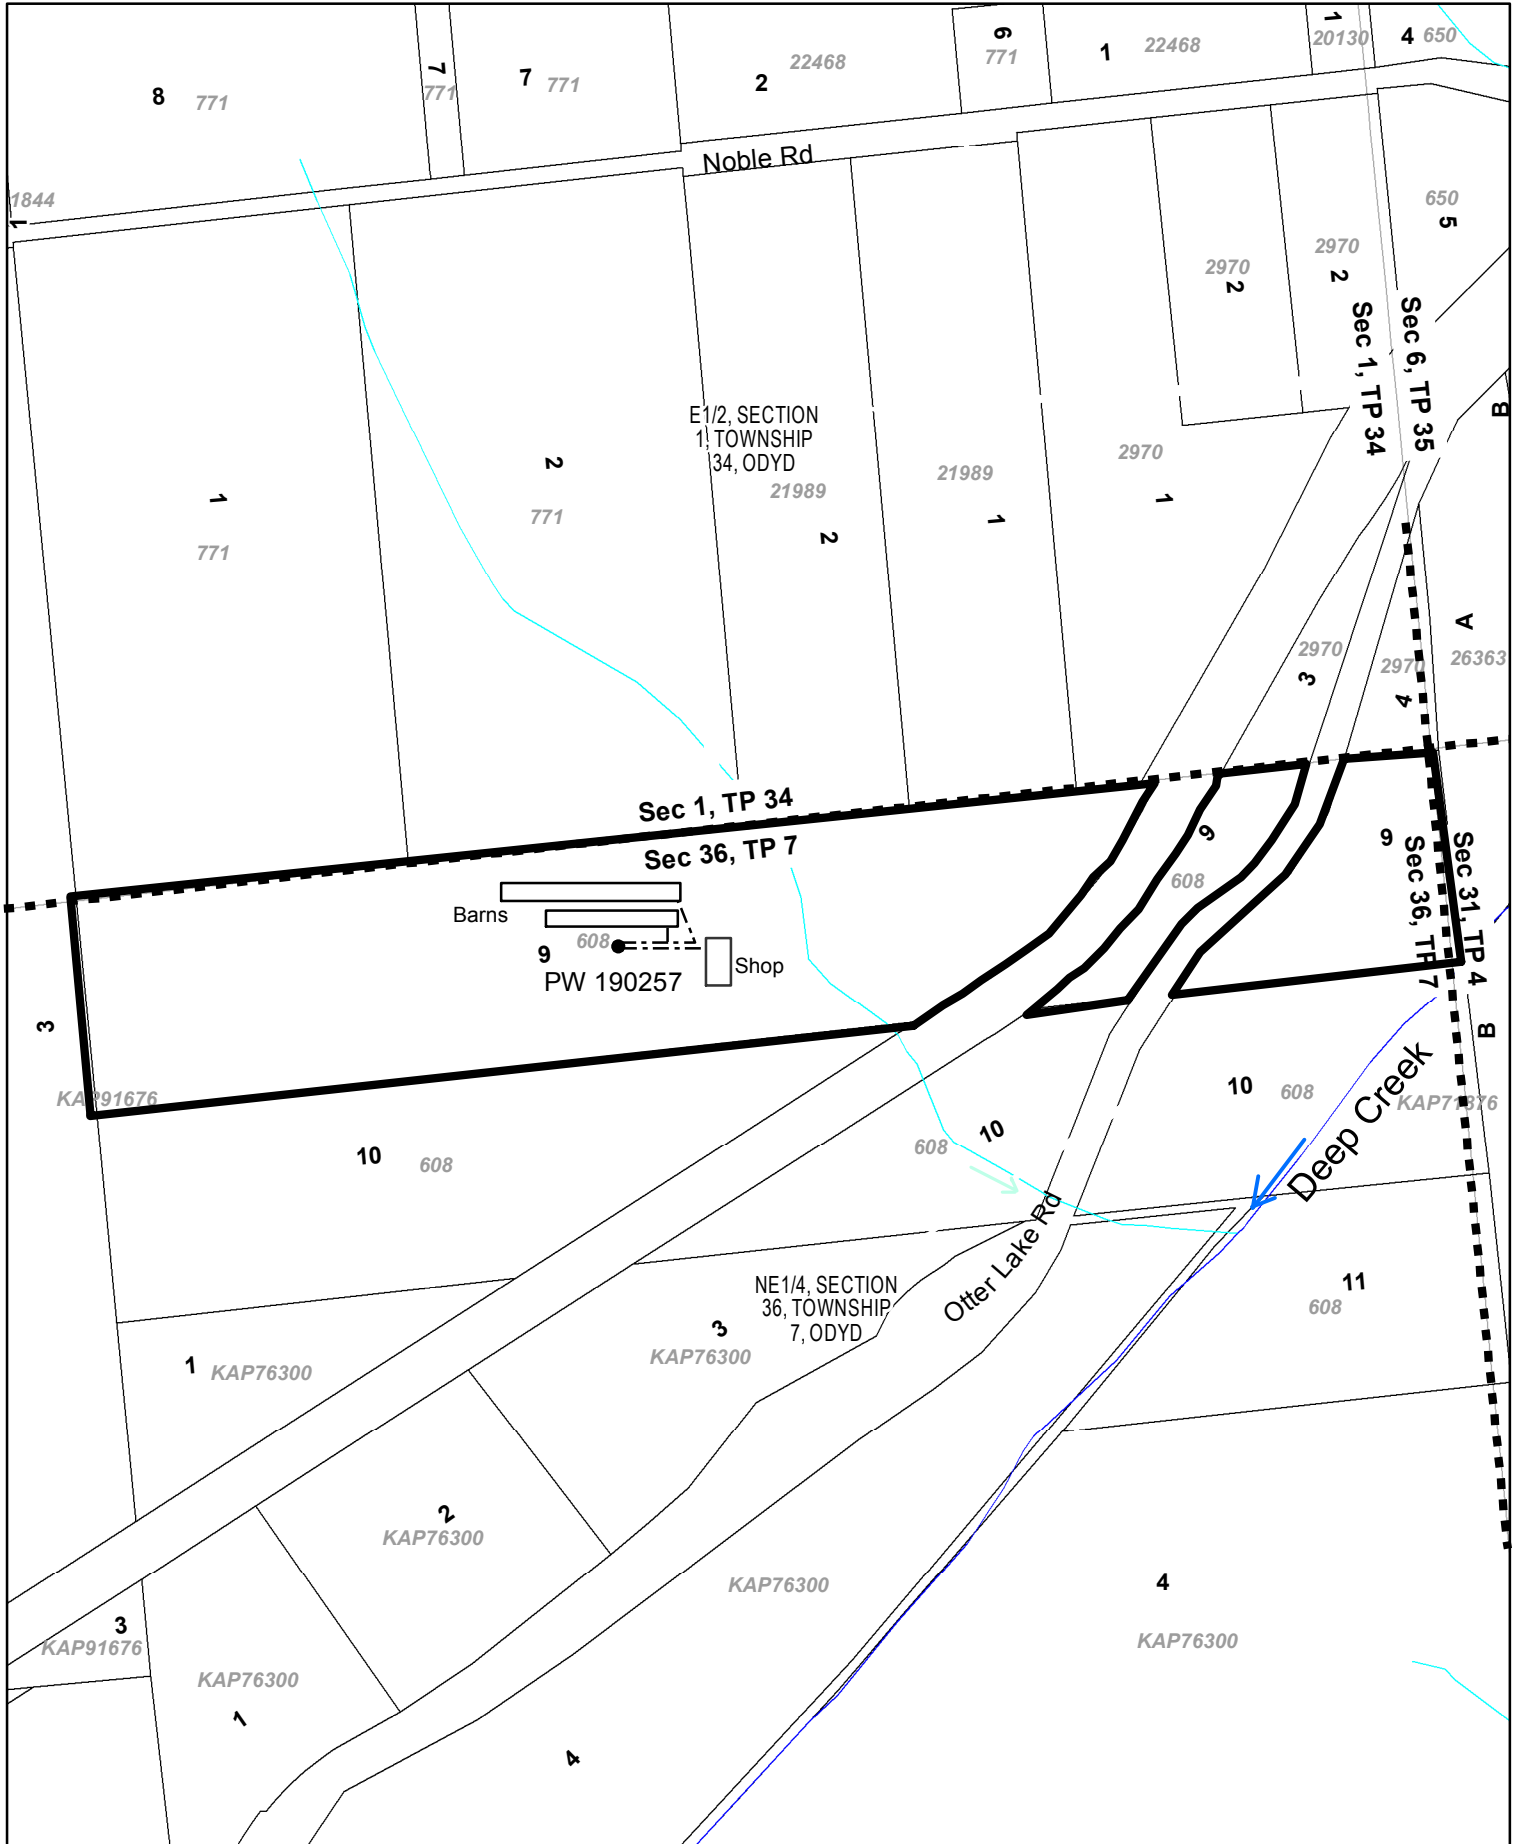 8 771
7
771
7 771
2 22468
6
771
1 22468
1
20130
4 650
Noble Rd
1844
1
650
5
2970
2
2970
2
Sec 1, TP 34
Sec 6, TP 35
B
E1/2, SECTION
1, TOWNSHIP
34, ODYD
1
771
2
771
21989
2
21989
1
2970
1
A
26363
2970
3
2970
4
Sec 1, TP 34
Sec 36, TP 7
Barns
9 608
PW 190257
Shop
9
608
9
Sec 36, TP 7
Sec 31, TP 4
3
KAP91676
B
KAP71376
10 608
10
608
10 608
Deep Creek
Otter Lake Rd
NE1/4, SECTION
36, TOWNSHIP
7, ODYD
11
608
1 KAP76300
3
KAP76300
2
KAP76300
KAP76300
4
KAP76300
3
KAP91676
KAP76300
1
4